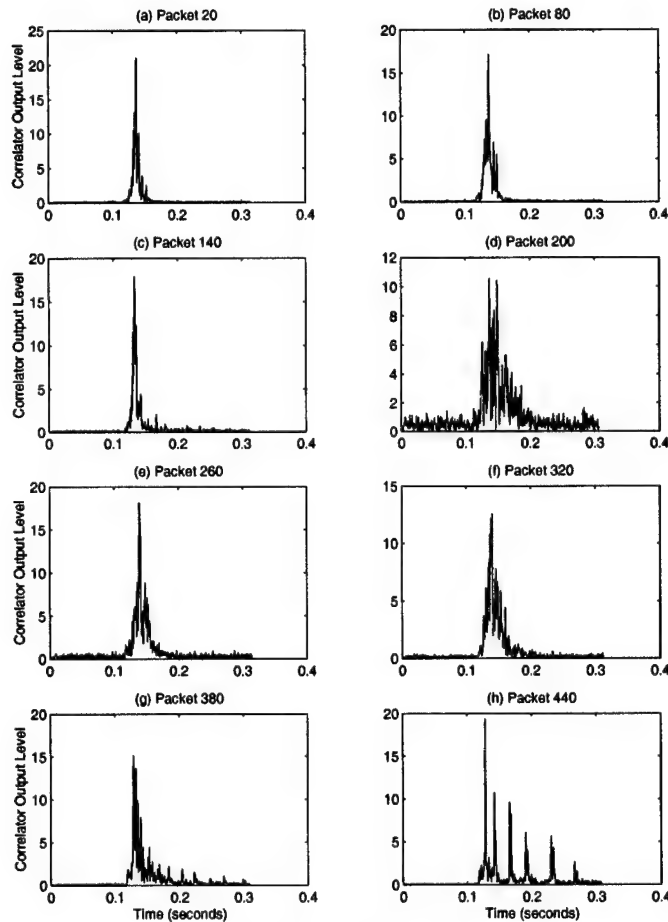 (a) Packet 20
(b) Packet 80
Correlator Output Level
25
20
15
10
5
0
0 0.1 0.2 0.3 0.4
20
15
10
5
0
0 0.1 0.2 0.3 0.4
(c) Packet 140
(d) Packet 200
Correlator Output Level
20
15
10
5
0
0 0.1 0.2 0.3 0.4
12
10
8
6
4
2
0
0 0.1 0.2 0.3 0.4
(e) Packet 260
(f) Packet 320
Correlator Output Level
20
15
10
5
0
0 0.1 0.2 0.3 0.4
15
10
5
0
0 0.1 0.2 0.3 0.4
(g) Packet 380
(h) Packet 440
Correlator Output Level
20
15
10
5
0
0 0.1 0.2 0.3 0.4
Time (seconds)
20
15
10
5
0
0 0.1 0.2 0.3 0.4
Time (seconds)